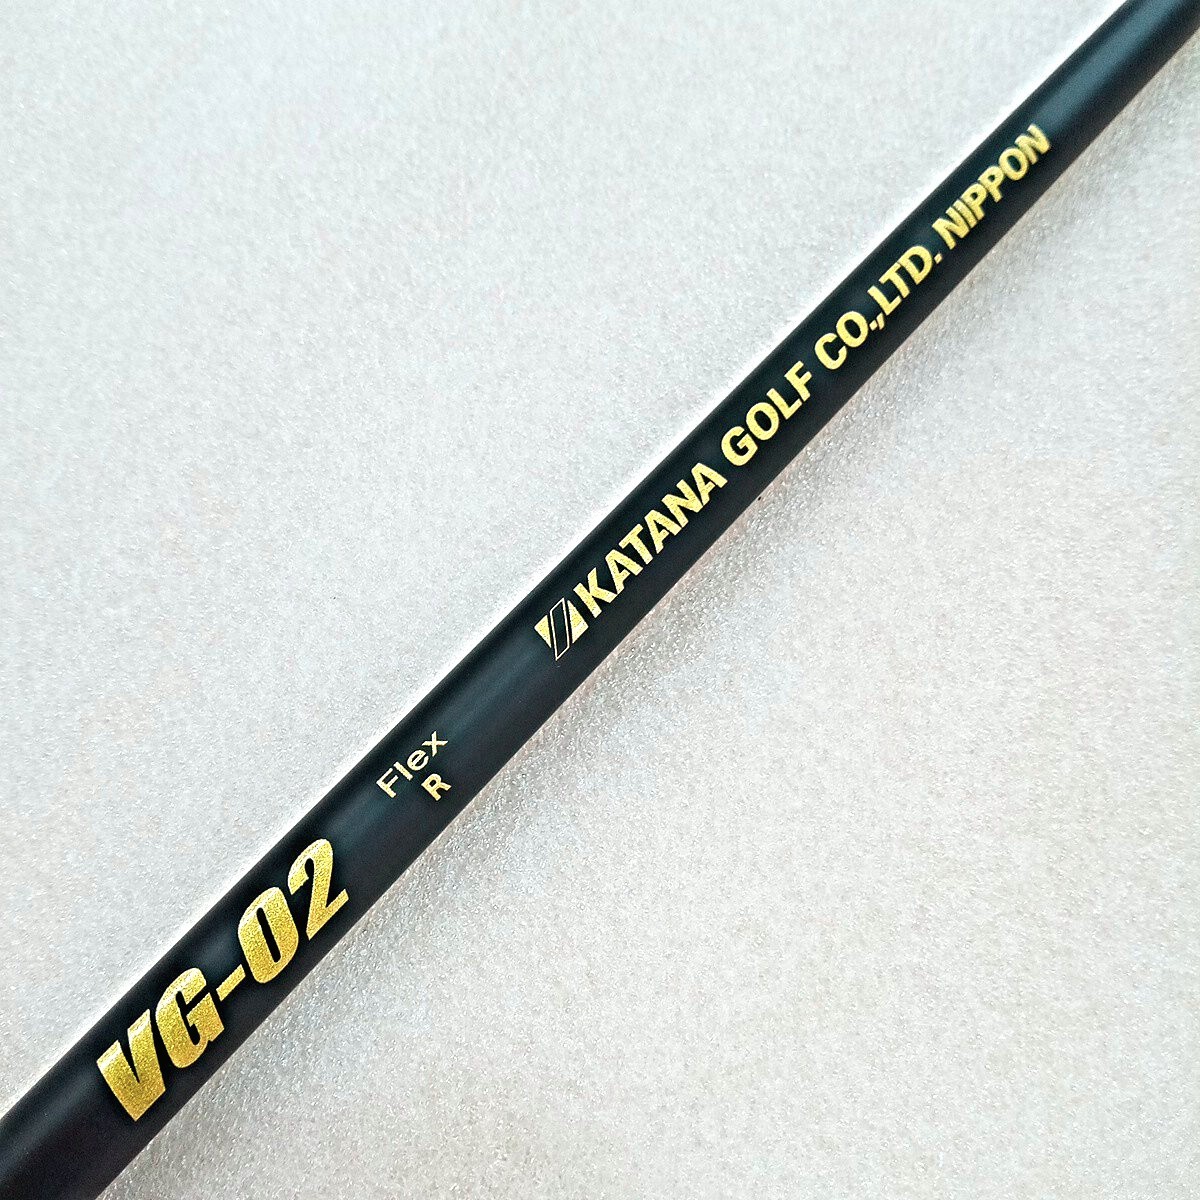 VG-02
Flex
R
KATANA GOLF CO.,LTD. NIPPON